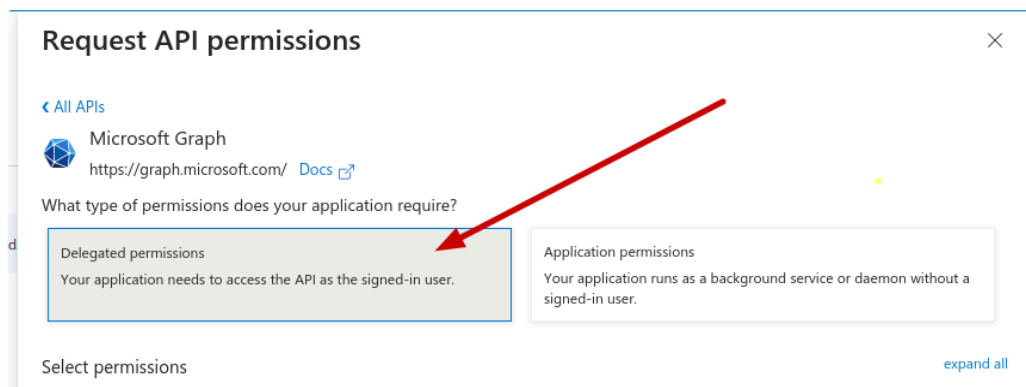 Request API permissions
All APIs
Microsoft Graph
https://graph.microsoft.com/ Docs
What type of permissions does your application require?
d
Delegated permissions
Your application needs to access the API as the signed-in user.
Application permissions
Your application runs as a background service or daemon without a
signed-in user.
Select permissions
expand all